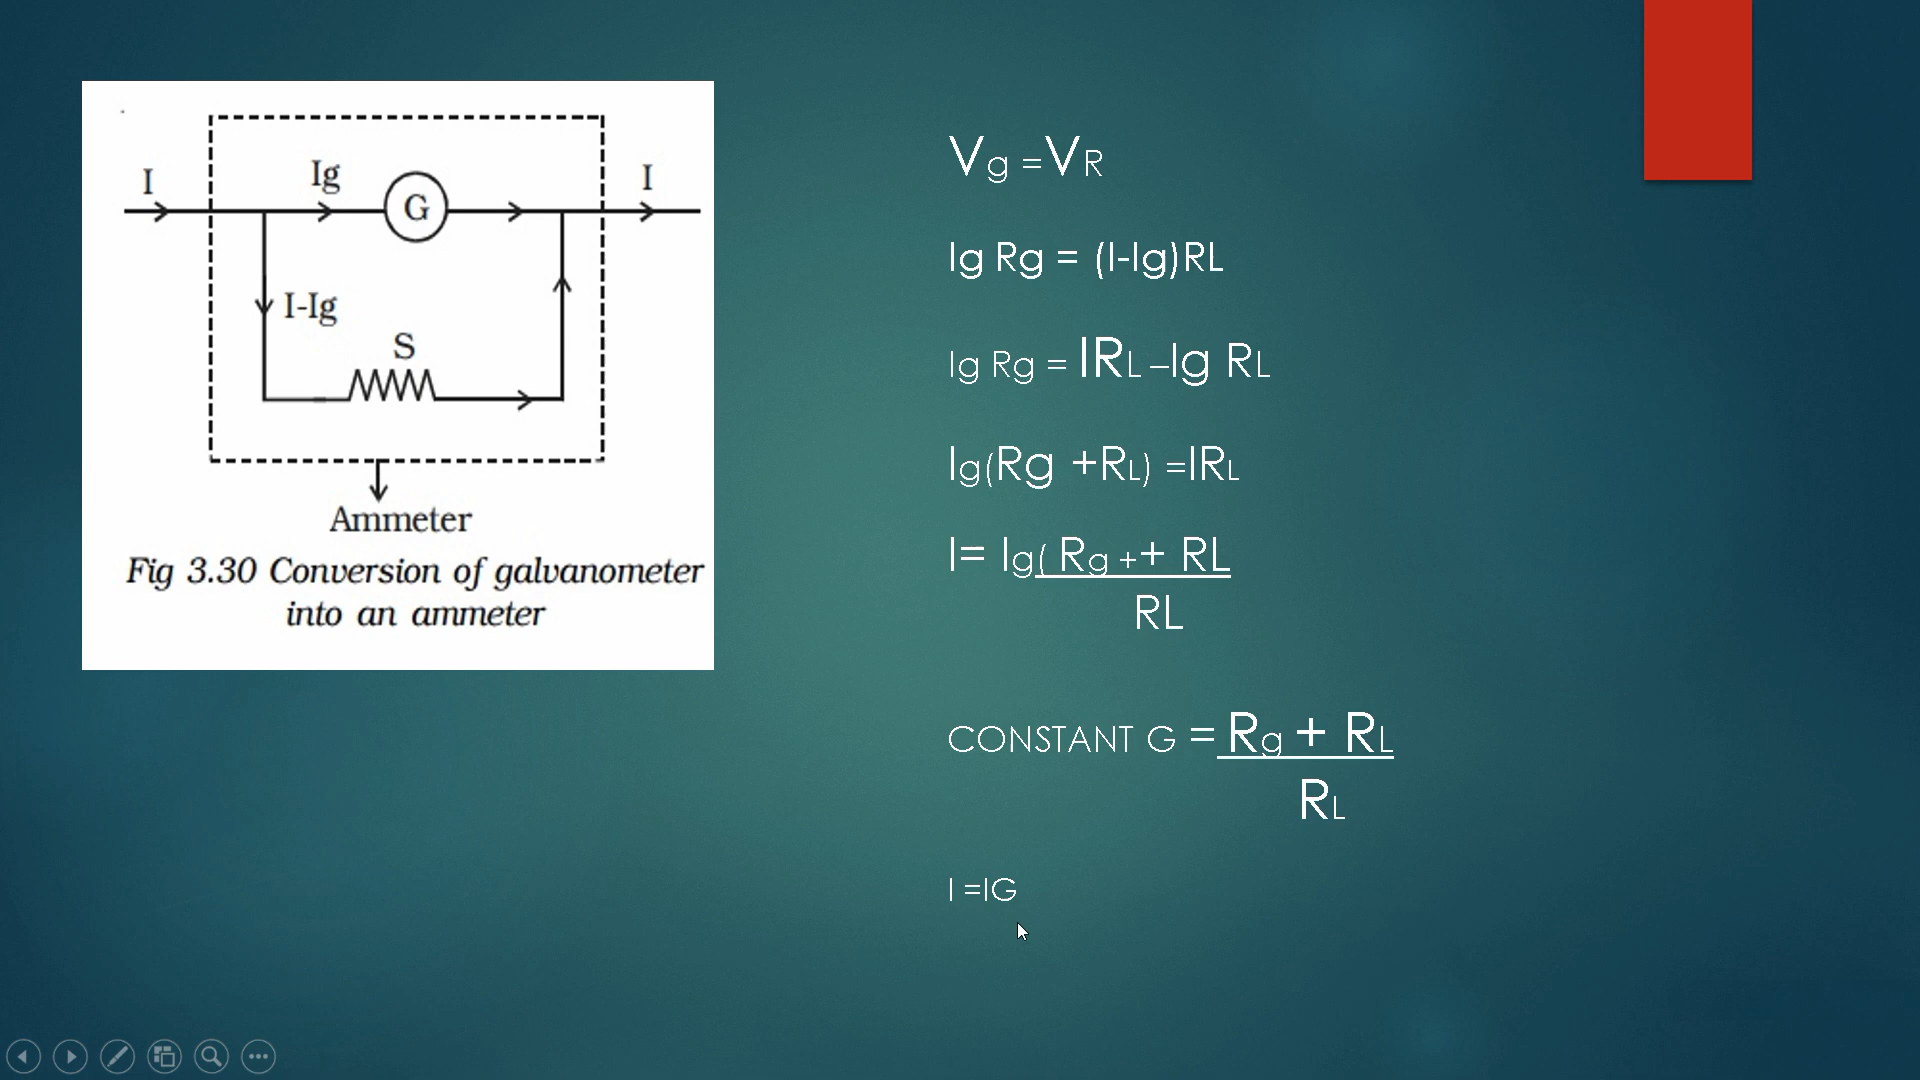 I
Ig
G
I
I-Ig
S
Ammeter
Fig 3.30 Conversion of galvanometer
into an ammeter
Vg =VR
Ig Rg = (I-Ig)RL
Ig Rg = IRL –Ig RL
Ig(Rg +RL) =IRL
I= Ig( Rg ++ RL
RL
CONSTANT G = Rg + RL
RL
I =IG